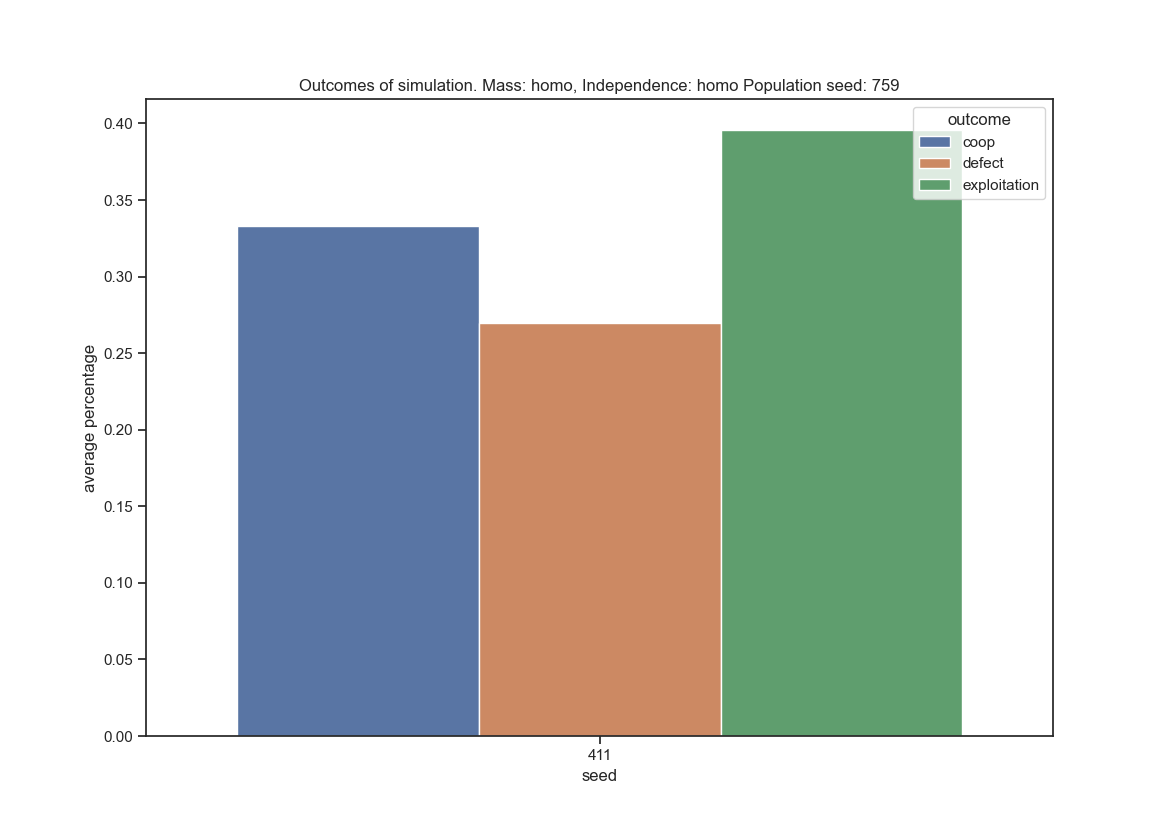 Outcomes of simulation. Mass: homo, Independence: homo Population seed: 759
outcome
coop
defect
exploitation
average percentage
0.40
0.35
0.30
0.25
0.20
0.15
0.10
0.05
0.00
411
seed